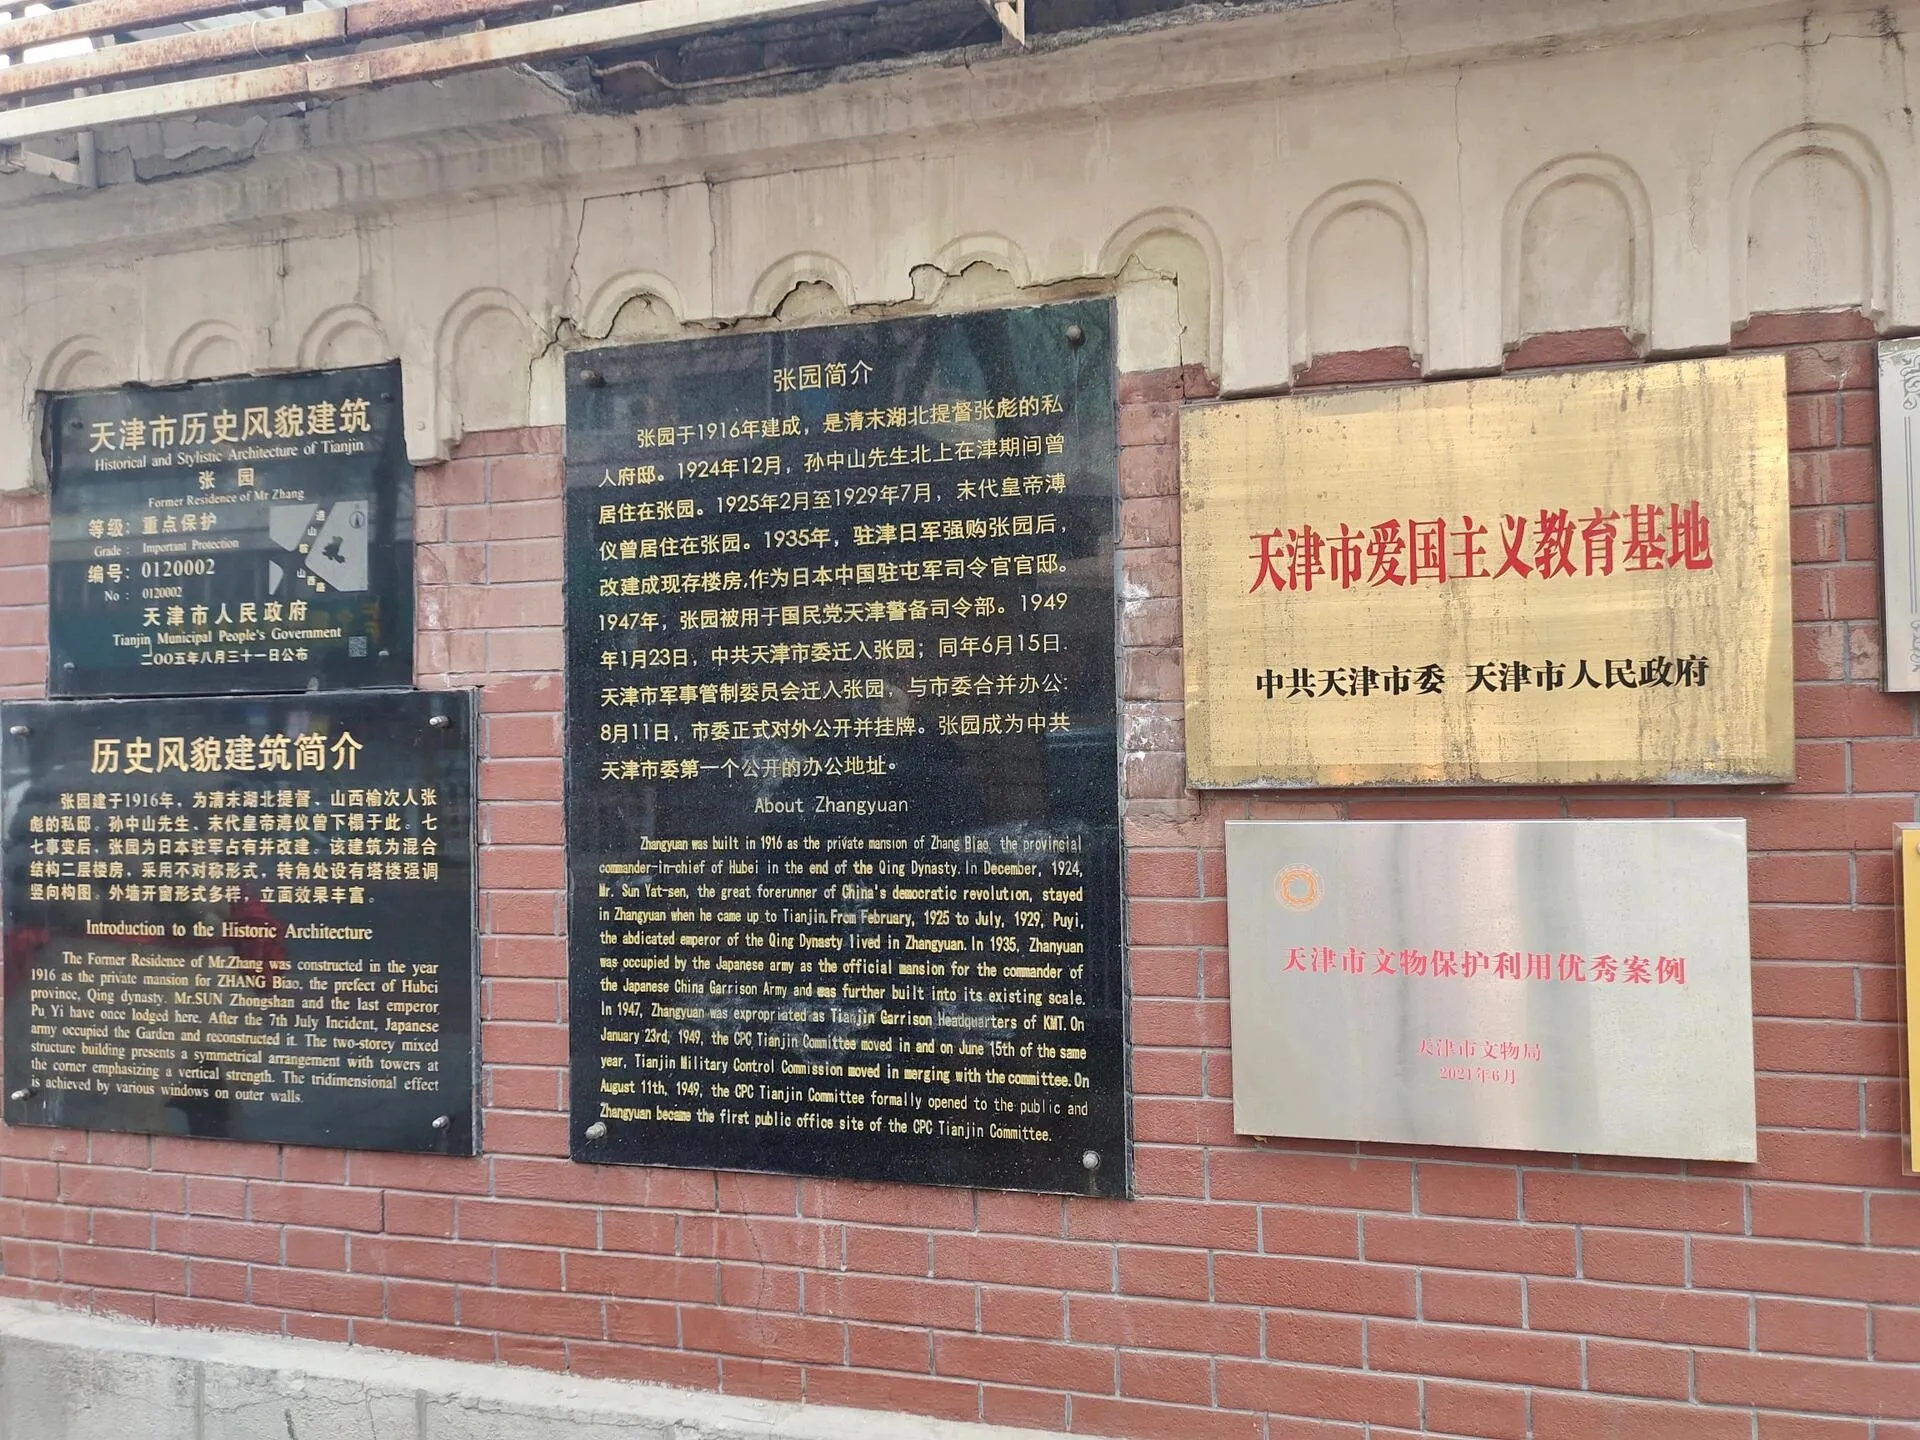 天津市历史风貌建筑
Historical and Stylistic Architecture of Tianjin
张 园
Former Residence of Mr Zhang
等级：重点保护
Grade : Important Protection
编号：0120002
No : 0120002
天津市人民政府
Tianjin Municipal People's Government
二〇〇五年八月三十一日公布
山
鞍
山
西
路
历史风貌建筑简介
张园建于1916年，为清末湖北提督、山西榆次人张
彪的私邸。孙中山先生、末代皇帝溥仪曾下榻于此。七
七事变后，张园为日本驻军占有并改建。该建筑为混合
结构二层楼房，采用不对称形式，转角处设有塔楼强调
竖向构图。外墙开窗形式多样，立面效果丰富。
Introduction to the Historic Architecture
The Former Residence of Mr.Zhang was constructed in the year
1916 as the private mansion for ZHANG Biao, the prefect of Hubei
province, Qing dynasty. Mr.SUN Zhongshan and the last emperor
Pu Yi have once lodged here. After the 7th July Incident, Japanese
army occupied the Garden and reconstructed it. The two-storey mixed
structure building presents a symmetrical arrangement with towers at
the corner emphasizing a vertical strength. The tridimensional effect
is achieved by various windows on outer walls.
张园简介
张园于1916年建成，是清末湖北提督张彪的私
人府邸。1924年12月，孙中山先生北上在津期间曾
居住在张园。1925年2月至1929年7月，末代皇帝溥
仪曾居住在张园。1935年，驻津日军强购张园后，
改建成现存楼房,作为日本中国驻屯军司令官官邸。
1947年，张园被用于国民党天津警备司令部。1949
年1月23日，中共天津市委迁入张园；同年6月15日.
天津市军事管制委员会迁入张园，与市委合并办公:
8月11日，市委正式对外公开并挂牌。张园成为中共
天津市委第一个公开的办公地址。
About Zhangyuan
Zhangyuan was built in 1916 as the private mansion of Zhang Biao, the provincial
commander-in-chief of Hubei in the end of the Qing Dynasty. In December, 1924,
Mr. Sun Yat-sen, the great forerunner of China's democratic revolution, stayed
in Zhangyuan when he came up to Tianjin. From February, 1925 to July, 1929, Puyi,
the abdicated emperor of the Qing Dynasty lived in Zhangyuan. In 1935, Zhanyuan
was occupied by the Japanese army as the official mansion for the commander of
the Japanese China Garrison Army and was further built into its existing scale.
In 1947, Zhangyuan was expropriated as Tianjin Garrison Headquarters of KMT. On
January 23rd, 1949, the CPC Tianjin Committee moved in and on June 15th of the same
year, Tianjin Military Control Commission moved in merging with the committee. On
August 11th, 1949, the CPC Tianjin Committee formally opened to the public and
Zhangyuan became the first public office site of the CPC Tianjin Committee.
天津市爱国主义教育基地
中共天津市委 天津市人民政府
天津市文物保护利用优秀案例
天津市文物局
2021年6月